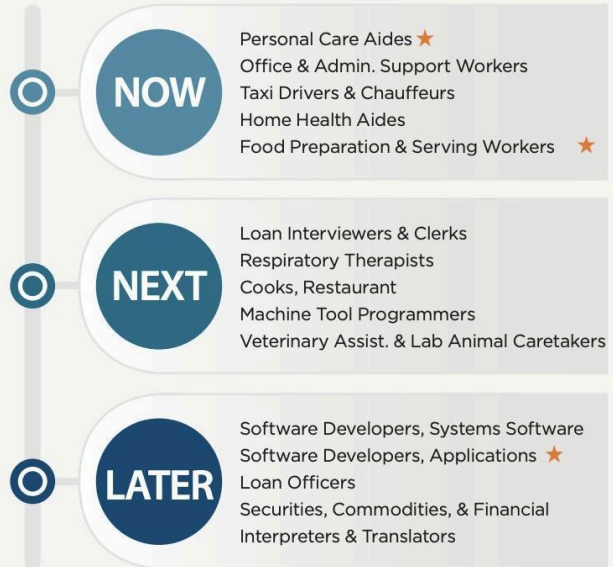 NOW
Personal Care Aides ★
Office & Admin. Support Workers
Taxi Drivers & Chauffeurs
Home Health Aides
Food Preparation & Serving Workers ★
NEXT
Loan Interviewers & Clerks
Respiratory Therapists
Cooks, Restaurant
Machine Tool Programmers
Veterinary Assist. & Lab Animal Caretakers
LATER
Software Developers, Systems Software
Software Developers, Applications ★
Loan Officers
Securities, Commodities, & Financial
Interpreters & Translators